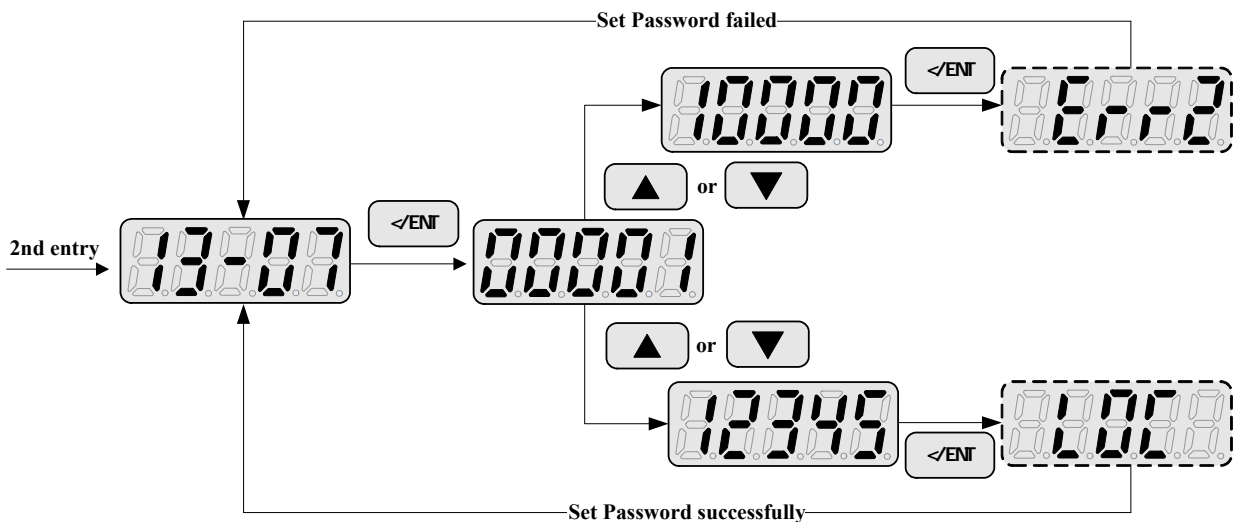 Set Password failed
</ENT
10000
Err2
▲ or ▼
2nd entry
13-07
</ENT
00001
▲ or ▼
12345
</ENT
LOC
Set Password successfully